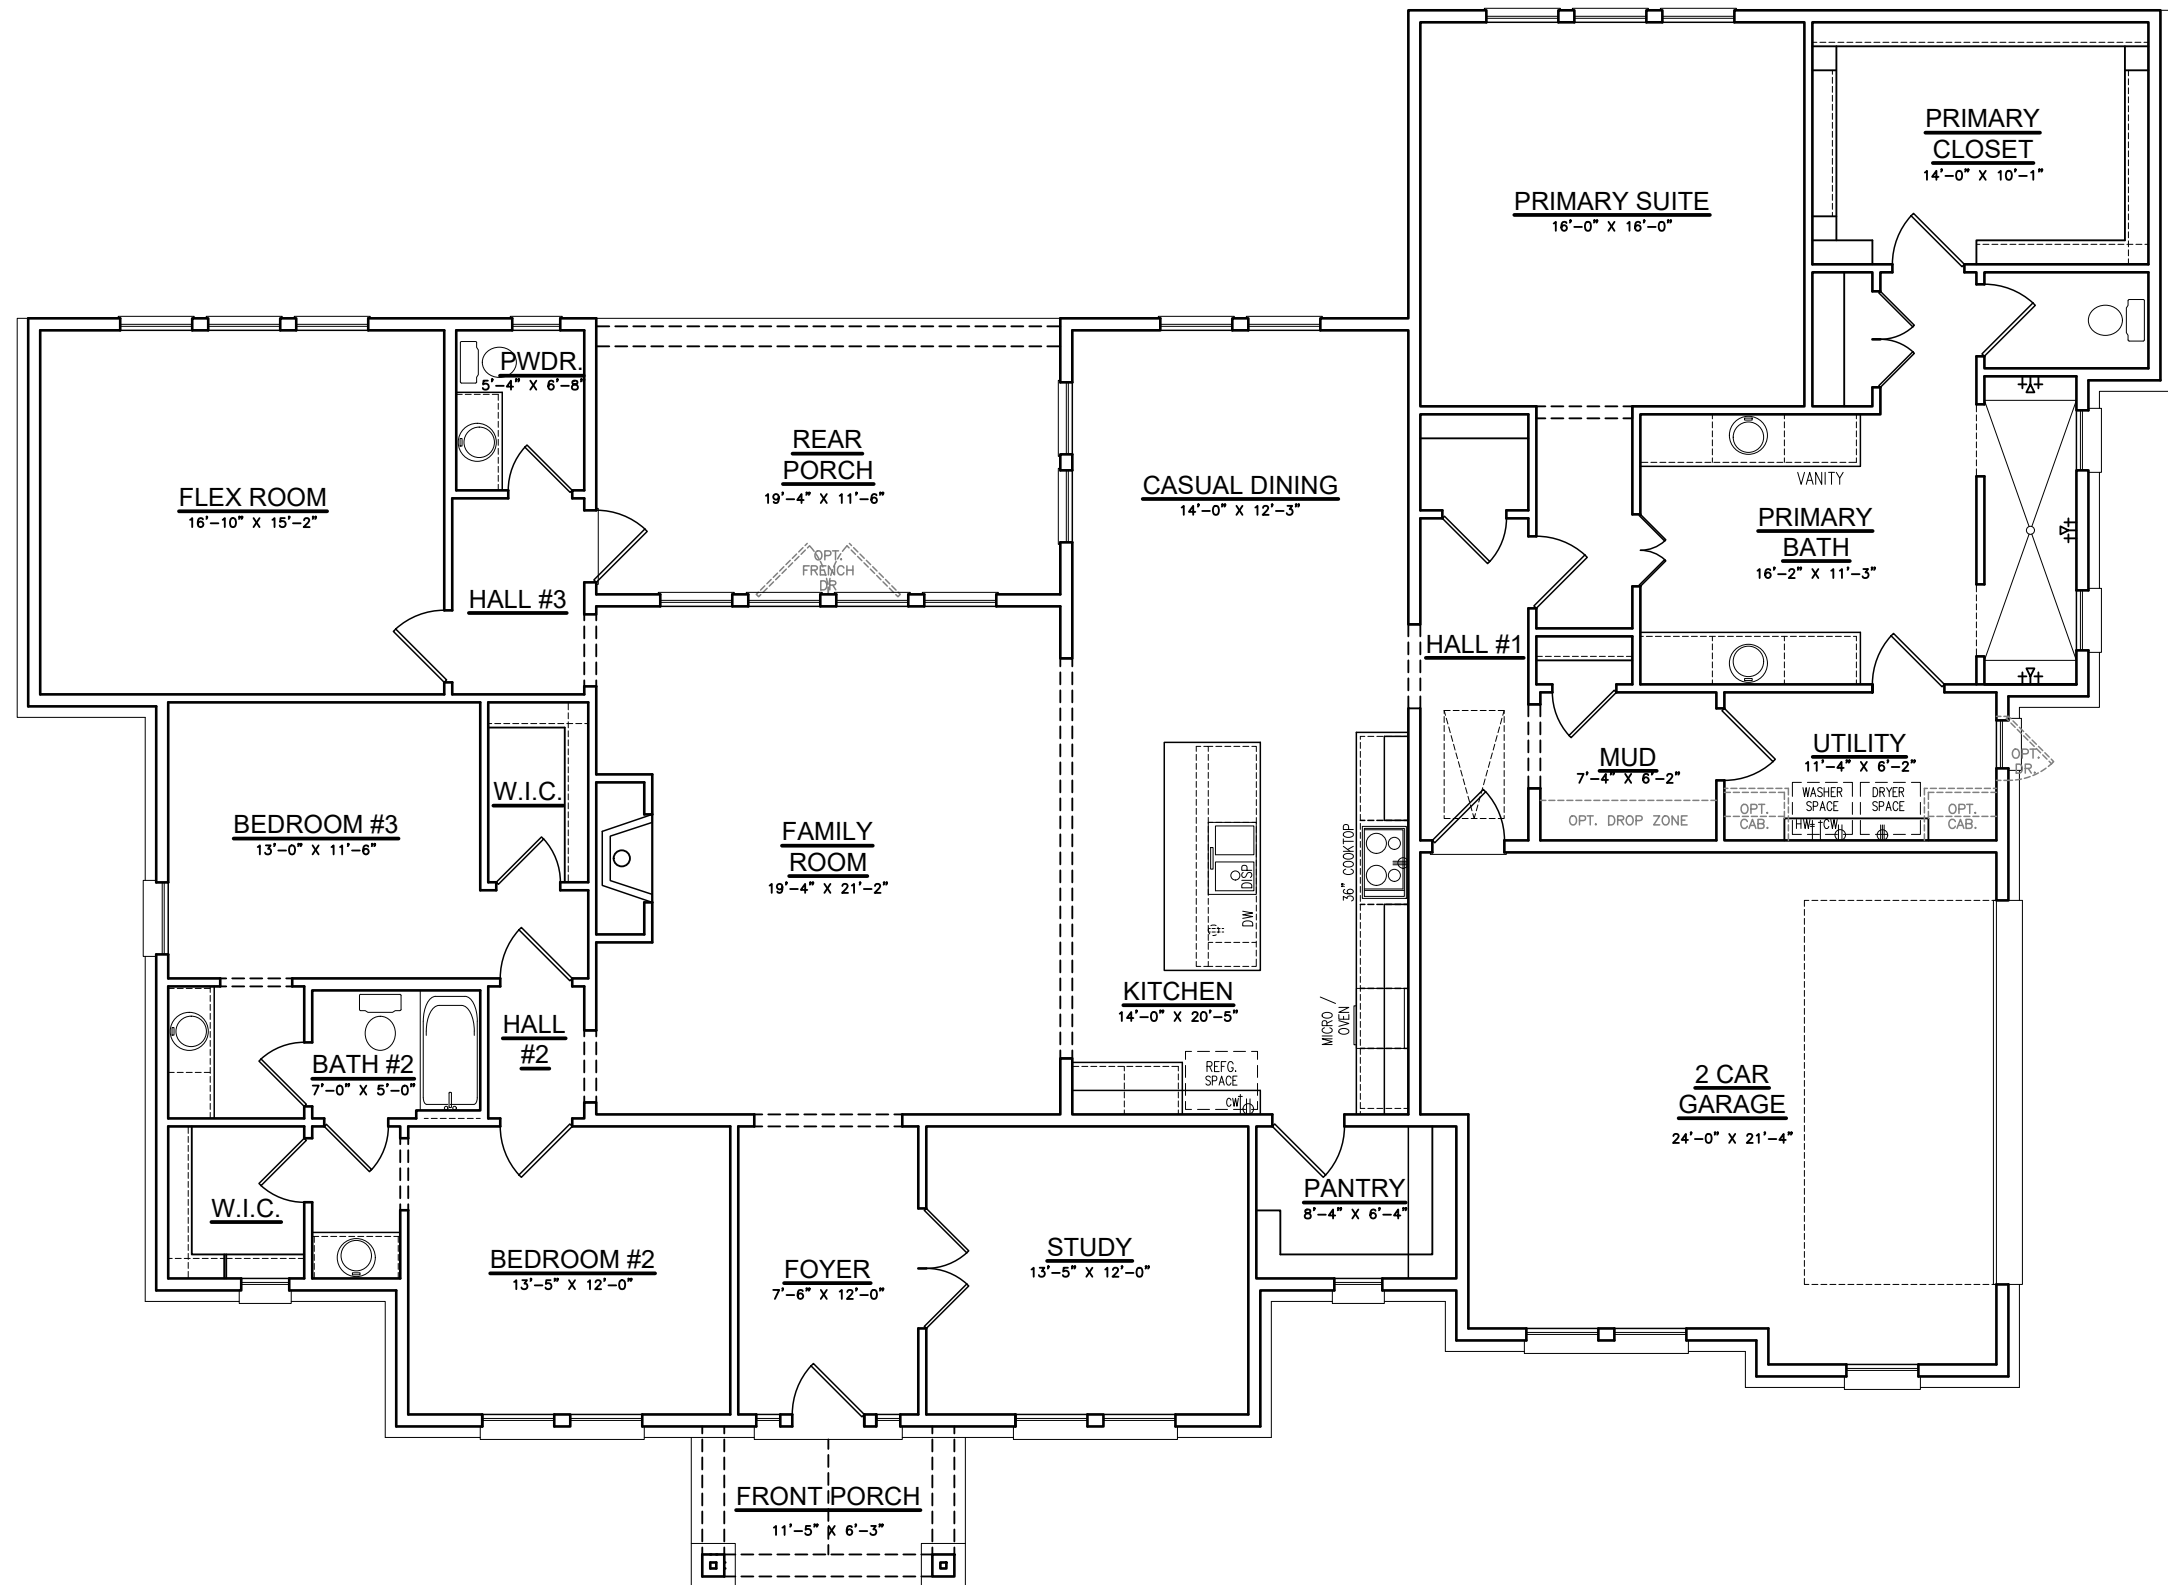 PRIMARY
CLOSET
14'-0" X 10'-1"
PRIMARY SUITE
16'-0" X 16'-0"
PWDR.
5'-4" X 6'-8"
REAR
PORCH
19'-4" X 11'-6"
FLEX ROOM
16'-10" X 15'-2"
CASUAL DINING
14'-0" X 12'-3"
VANITY
PRIMARY
BATH
16'-2" X 11'-3"
OPT.
FRENCH
DR
HALL #3
HALL #1
MUD
7'-4" X 6'-2"
UTILITY
11'-4" X 6'-2"
OPT.
DR.
WASHER
SPACE
DRYER
SPACE
OPT.
CAB.
OPT.
CAB.
HW
CW
OPT. DROP ZONE
W.I.C.
BEDROOM #3
13'-0" X 11'-6"
FAMILY
ROOM
19'-4" X 21'-2"
36" COOKTOP
DISP
DW
KITCHEN
14'-0" X 20'-5"
MICRO /
OVEN
HALL
#2
BATH #2
7'-0" X 5'-0"
REFG.
SPACE
CW
2 CAR
GARAGE
24'-0" X 21'-4"
PANTRY
8'-4" X 6'-4"
W.I.C.
BEDROOM #2
13'-5" X 12'-0"
FOYER
7'-6" X 12'-0"
STUDY
13'-5" X 12'-0"
FRONT PORCH
11'-5" X 6'-3"